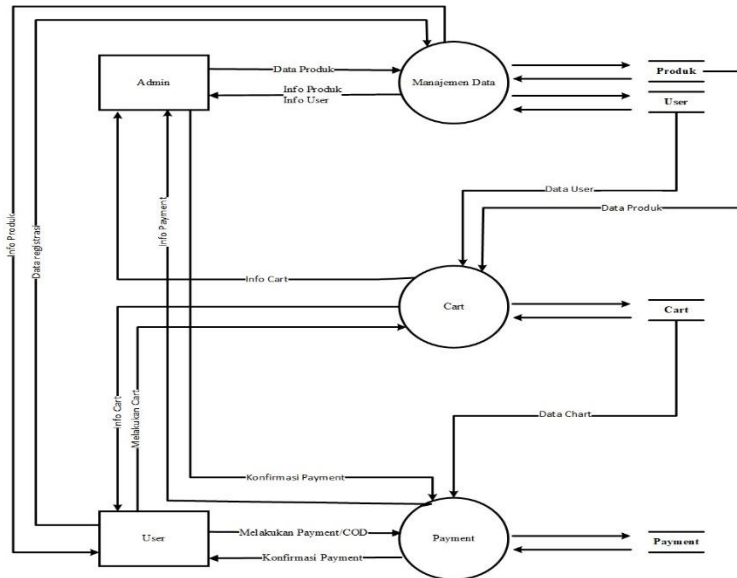 Admin
Data Produk
Manajemen Data
Produk
Info Produk
Info User
User
Data User
Data Produk
Info Produk
Data registrasi
Info Payment
Info Cart
Cart
Cart
Info Cart
Melakukan Cart
Data Chart
Konfirmasi Payment
User
Melakukan Payment/COD
Payment
Payment
Konfirmasi Payment